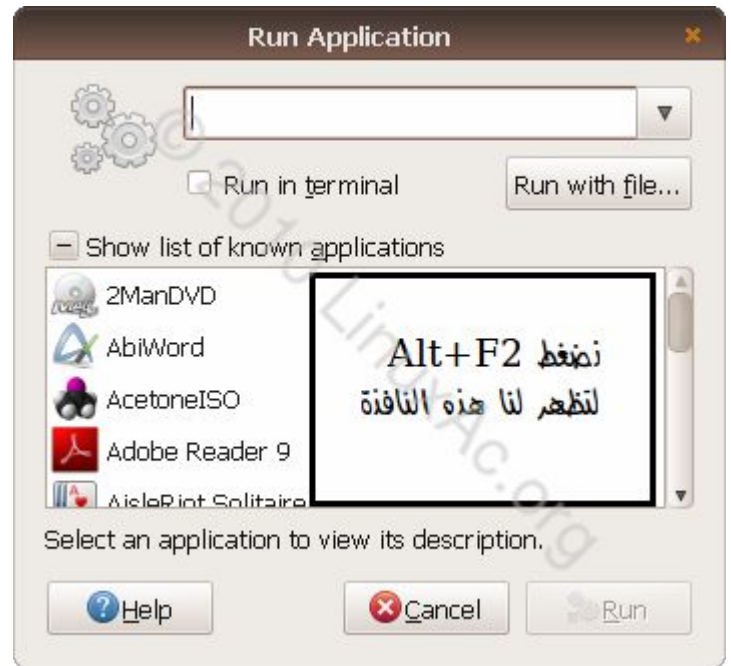 Run Application
Run in terminal
Run with file...
Show list of known applications
2ManDVD
AbiWord
AcetoneISO
Adobe Reader 9
AisleRiot Solitaire
نضغط Alt+F2
لتظهر لنا هذه النافذة
Select an application to view its description.
Help
Cancel
Run
© 2010 LinuxAc.org